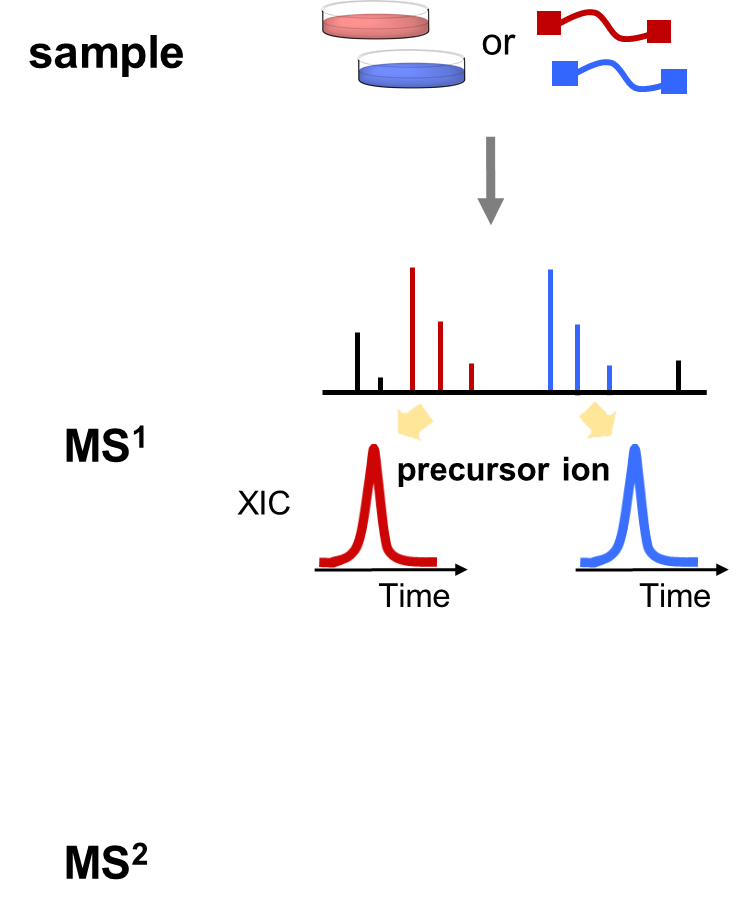 sample
or
MS¹
precursor ion
XIC
Time
Time
MS²